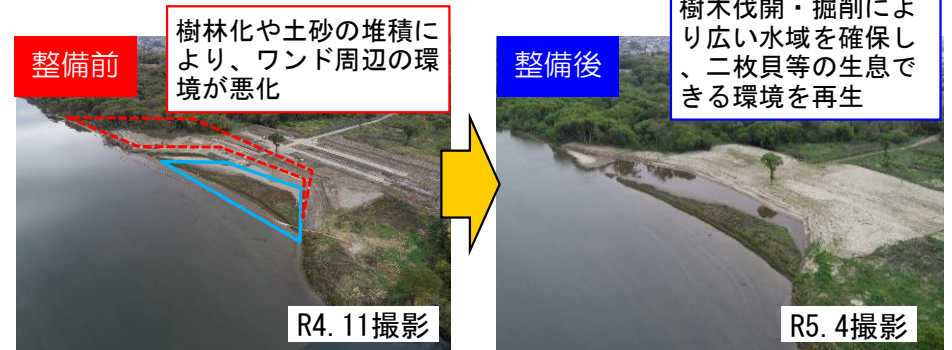 整備前
樹林化や土砂の堆積に
より、ワンド周辺の環
境が悪化
R4.11撮影
整備後
樹木伐開・掘削によ
り広い水域を確保し
、二枚貝等の生息で
きる環境を再生
R5.4撮影